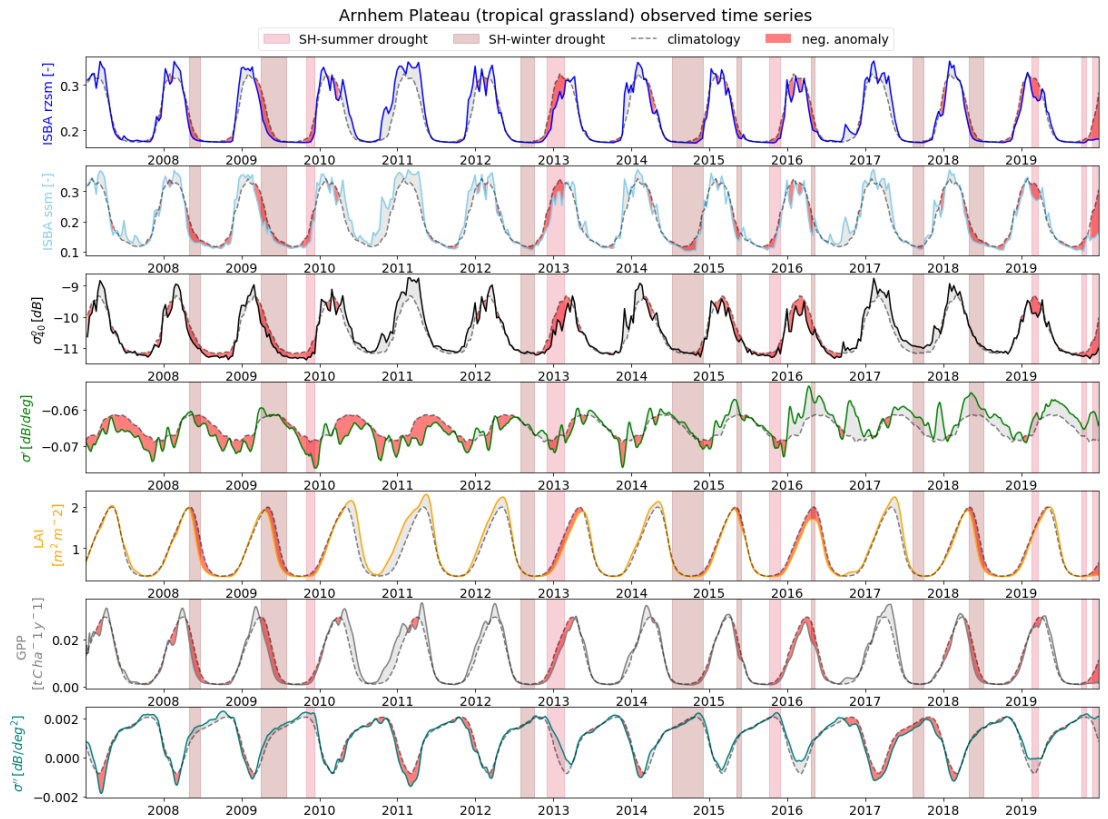 Arnhem Plateau (tropical grassland) observed time series
SH-summer drought SH-winter drought climatology neg. anomaly
ISBA rzsm [-]
0.3
0.2
2008 2009 2010 2011 2012 2013 2014 2015 2016 2017 2018 2019
ISBA ssm [-]
0.3
0.2
0.1
2008 2009 2010 2011 2012 2013 2014 2015 2016 2017 2018 2019
σ°₄₀ [dB]
−9
−10
−11
2008 2009 2010 2011 2012 2013 2014 2015 2016 2017 2018 2019
σ′ [dB/deg]
−0.06
−0.07
2008 2009 2010 2011 2012 2013 2014 2015 2016 2017 2018 2019
LAI
[m² m⁻2]
2
1
2008 2009 2010 2011 2012 2013 2014 2015 2016 2017 2018 2019
GPP
[t C ha⁻1 y⁻1]
0.02
0.00
2008 2009 2010 2011 2012 2013 2014 2015 2016 2017 2018 2019
σ′′ [dB/deg²]
0.002
0.000
−0.002
2008 2009 2010 2011 2012 2013 2014 2015 2016 2017 2018 2019